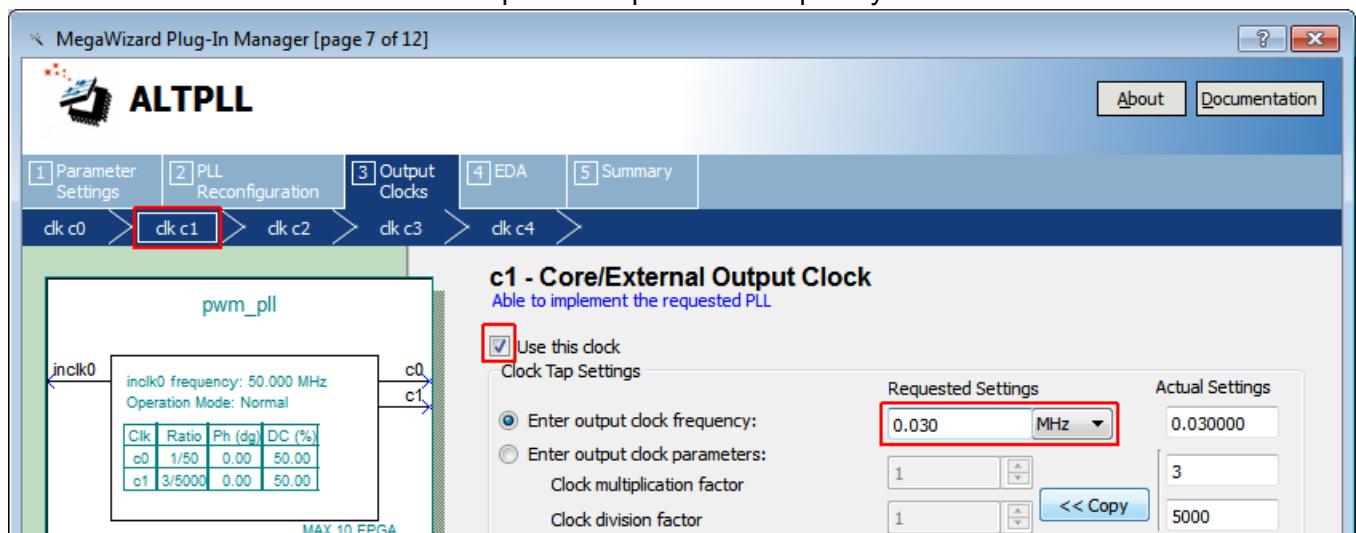 MegaWizard Plug-In Manager [page 7 of 12]
ALTPLL
About
Documentation
1 Parameter Settings
2 PLL Reconfiguration
3 Output Clocks
4 EDA
5 Summary
clk c0
clk c1
clk c2
clk c3
clk c4
pwm_pll
inclk0
c0
c1
inclk0 frequency: 50.000 MHz
Operation Mode: Normal
Clk Ratio Ph (dg) DC (%)
c0 1/50 0.00 50.00
c1 3/5000 0.00 50.00
MAX 10 FPGA
c1 - Core/External Output Clock
Able to implement the requested PLL
Use this clock
Clock Tap Settings
Requested Settings
Actual Settings
Enter output clock frequency:
0.030
MHz
0.030000
Enter output clock parameters:
Clock multiplication factor
1
3
<< Copy
Clock division factor
1
5000